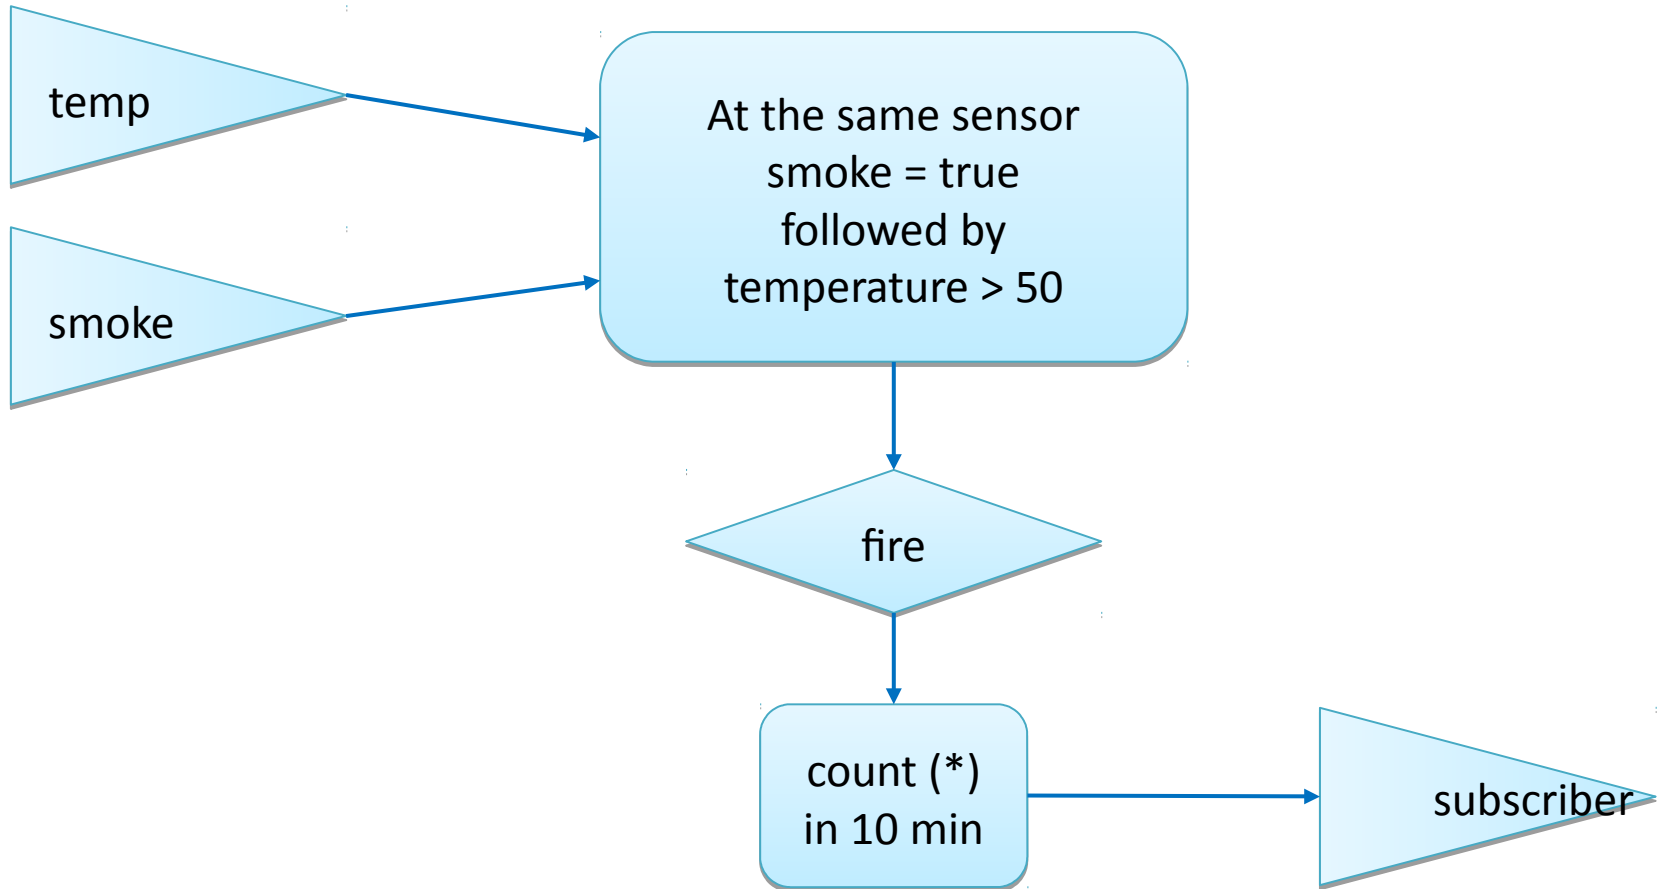 temp
At the same sensor
smoke = true
followed by
temperature > 50
smoke
fire
count (*)
in 10 min
subscriber